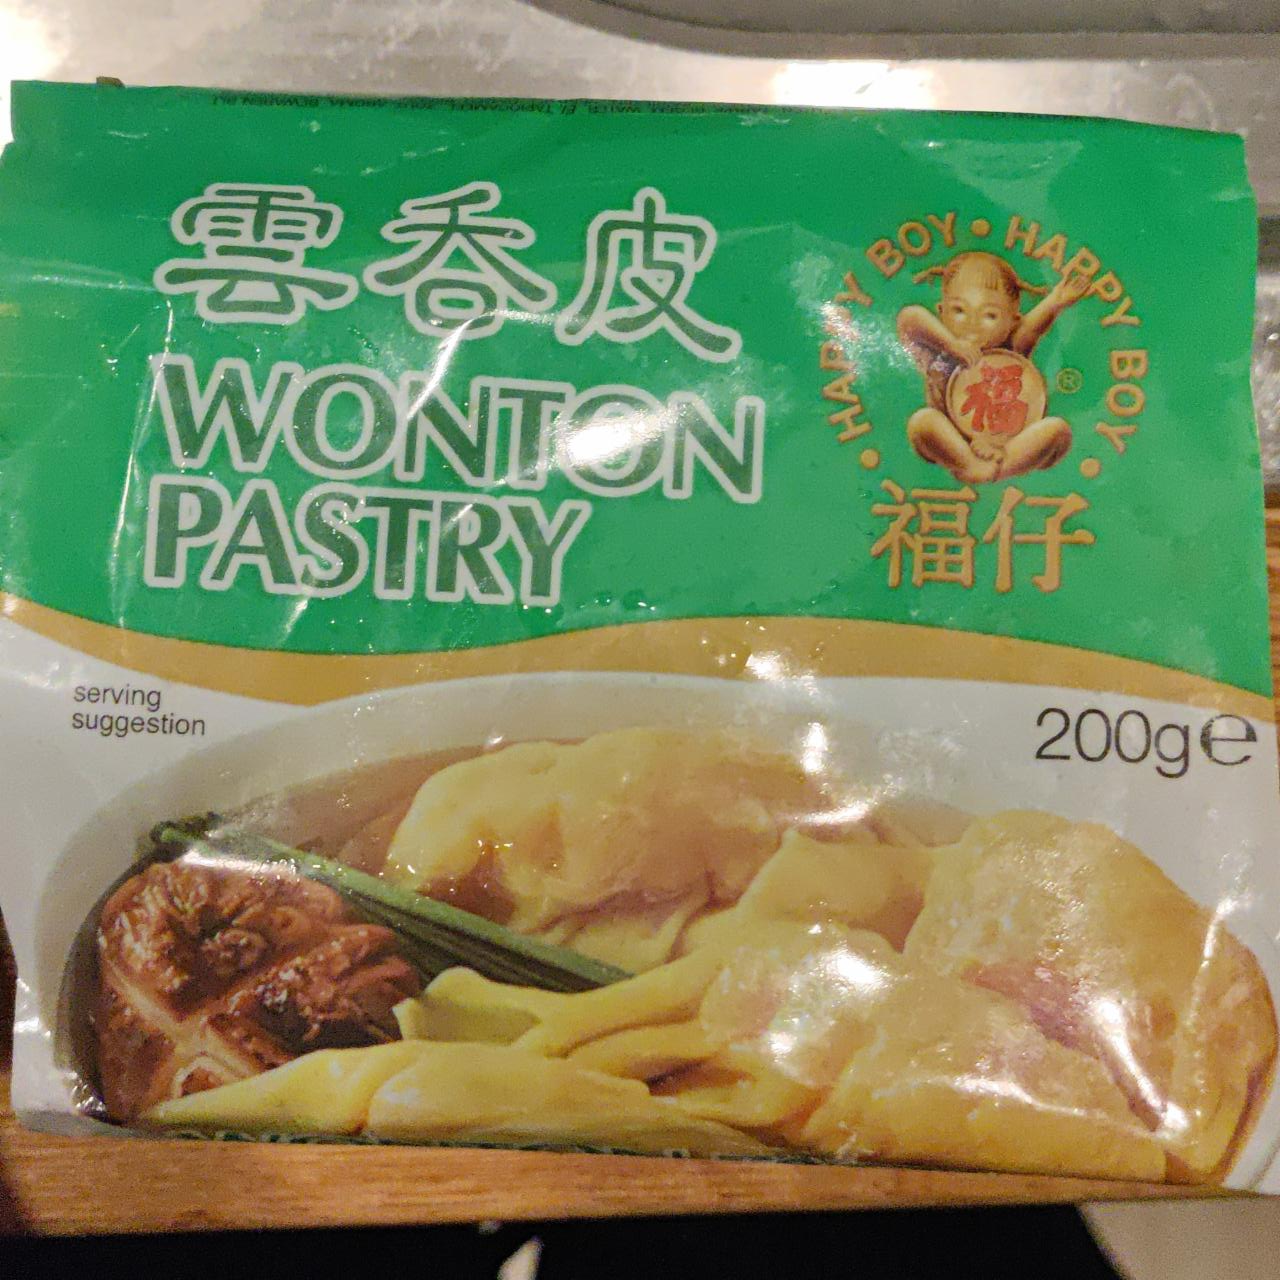 雲吞皮
WONTON
PASTRY
• HAPPY BOY • HAPPY BOY •
福
®
福仔
serving
suggestion
200g℮